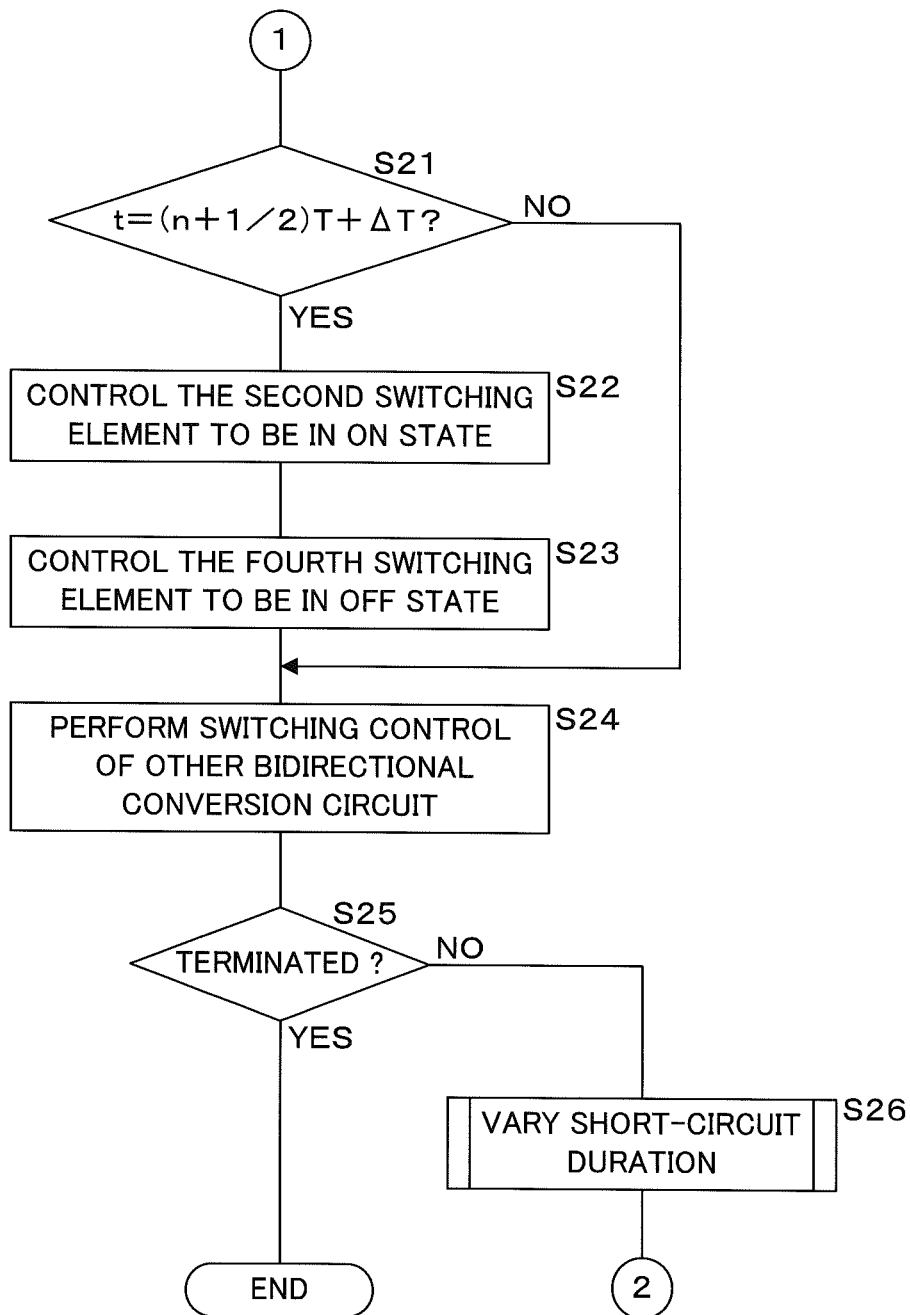 1
S21
t=(n+1/2)T+ΔT?
NO
YES
CONTROL THE SECOND SWITCHING
ELEMENT TO BE IN ON STATE
S22
CONTROL THE FOURTH SWITCHING
ELEMENT TO BE IN OFF STATE
S23
PERFORM SWITCHING CONTROL
OF OTHER BIDIRECTIONAL
CONVERSION CIRCUIT
S24
S25
TERMINATED ?
NO
YES
VARY SHORT-CIRCUIT
DURATION
S26
END
2